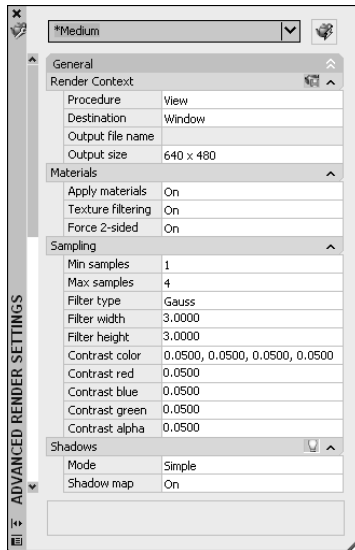 *Medium
General
Render Context
Procedure View
Destination Window
Output file name
Output size 640 x 480
Materials
Apply materials On
Texture filtering On
Force 2-sided On
Sampling
Min samples 1
Max samples 4
Filter type Gauss
Filter width 3.0000
Filter height 3.0000
Contrast color 0.0500, 0.0500, 0.0500, 0.0500
Contrast red 0.0500
Contrast blue 0.0500
Contrast green 0.0500
Contrast alpha 0.0500
Shadows
Mode Simple
Shadow map On
ADVANCED RENDER SETTINGS